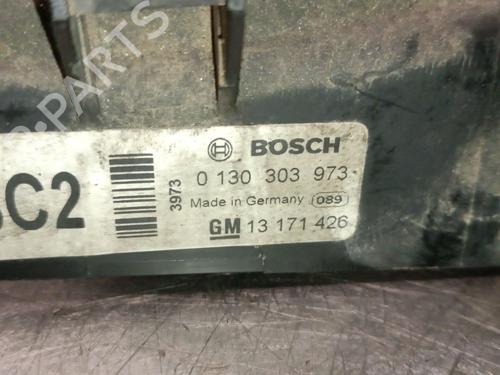 B-PARTS
BOSCH
0 130 303 973
Made in Germany 089
GM 13 171 426
3973
C2